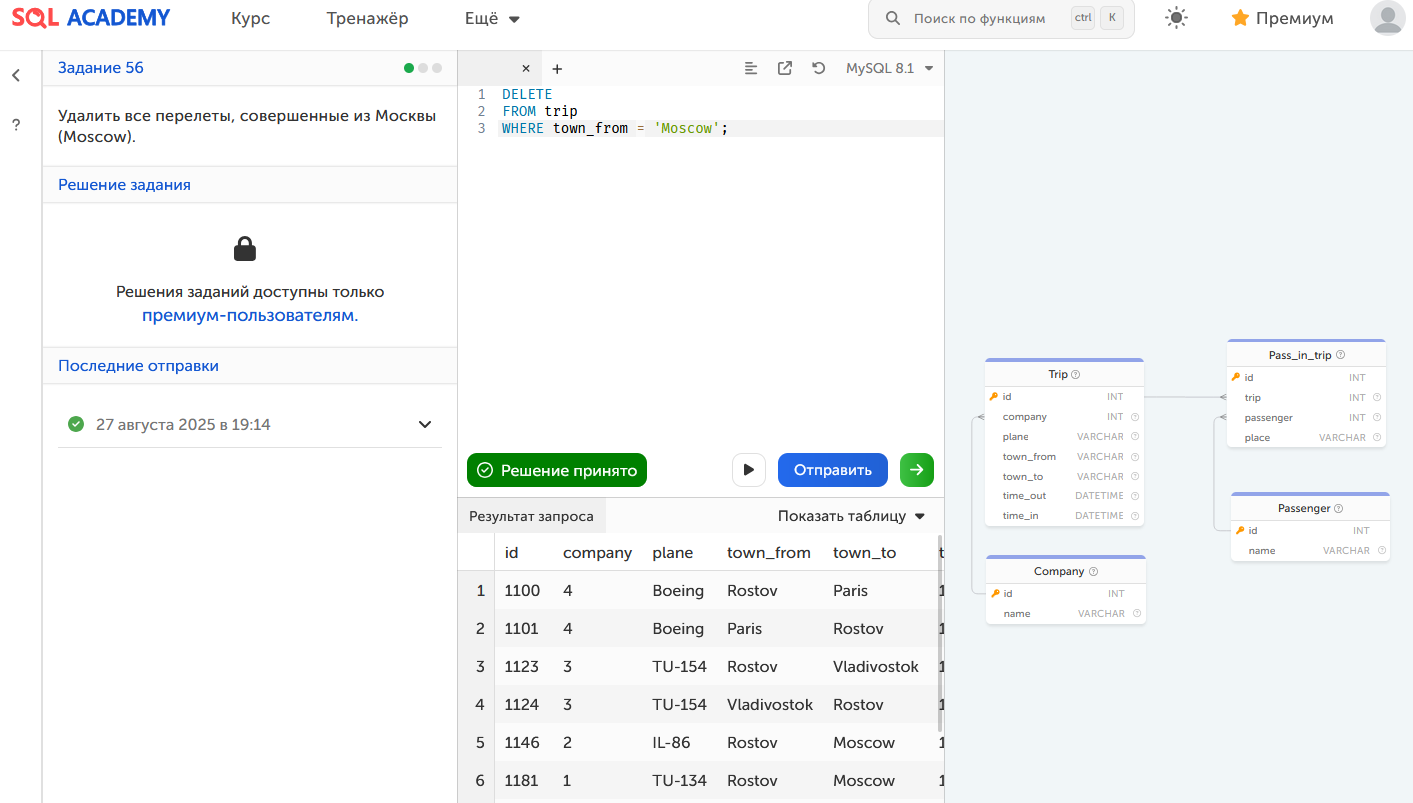 SQL ACADEMY
Курс
Тренажёр
Ещё
Поиск по функциям
ctrl
K
Премиум
Задание 56
Удалить все перелеты, совершенные из Москвы
(Moscow).
Решение задания
Решения заданий доступны только
премиум-пользователям.
Последние отправки
27 августа 2025 в 19:14
?
× +
MySQL 8.1
1 DELETE
2 FROM trip
3 WHERE town_from = 'Moscow';
Решение принято
Отправить
Результат запроса
Показать таблицу
id company plane town_from town_to
1 1100 4 Boeing Rostov Paris
2 1101 4 Boeing Paris Rostov
3 1123 3 TU-154 Rostov Vladivostok
4 1124 3 TU-154 Vladivostok Rostov
5 1146 2 IL-86 Rostov Moscow
6 1181 1 TU-134 Rostov Moscow
Trip ?
id INT
company INT ?
plane VARCHAR ?
town_from VARCHAR ?
town_to VARCHAR ?
time_out DATETIME ?
time_in DATETIME ?
Company ?
id INT
name VARCHAR ?
Pass_in_trip ?
id INT
trip INT ?
passenger INT ?
place VARCHAR ?
Passenger ?
id INT
name VARCHAR ?